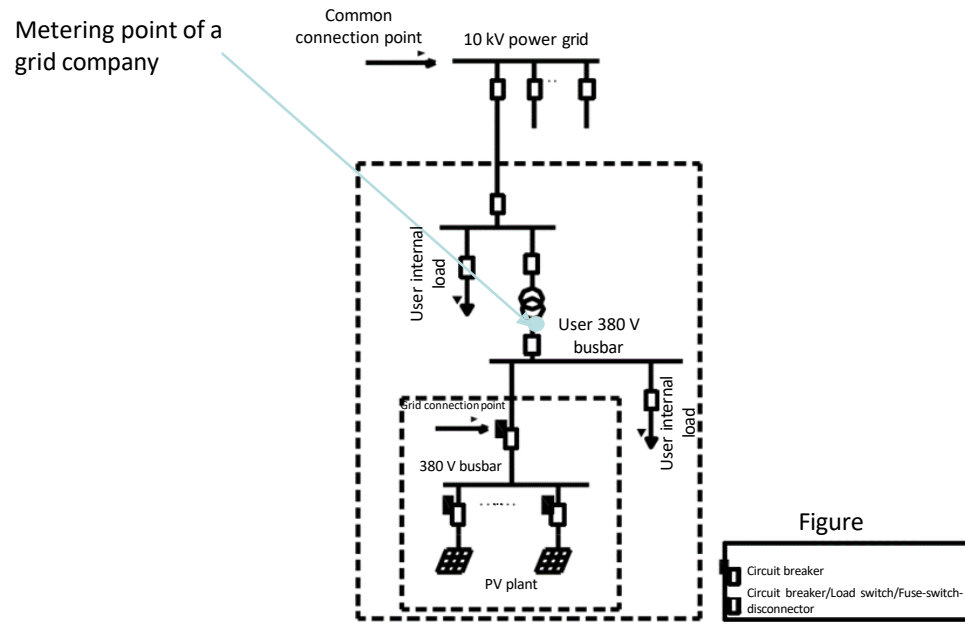 Metering point of a
grid company
Common
connection point
10 kV power grid
User internal
load
User 380 V
busbar
User internal
load
Grid connection point
380 V busbar
PV plant
Figure
Circuit breaker
Circuit breaker/Load switch/Fuse-switch-
disconnector